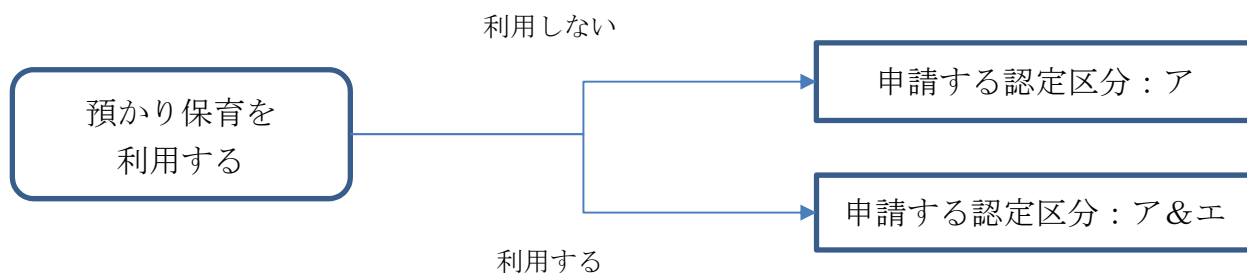 利用しない
預かり保育を
利用する
申請する認定区分：ア
申請する認定区分：ア＆エ
利用する